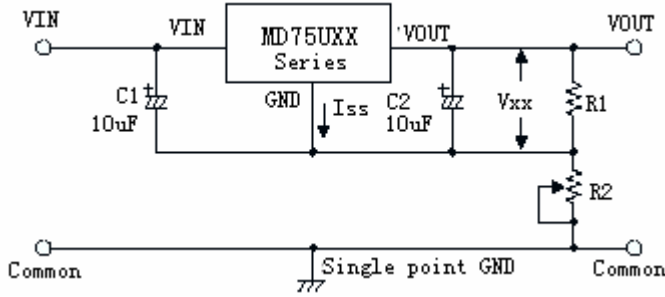 VIN
VOUT
VIN
MD75UXX
Series
VOUT
C1
10uF
GND
Iss
C2
10uF
Vxx
R1
R2
Common
Single point GND
Common